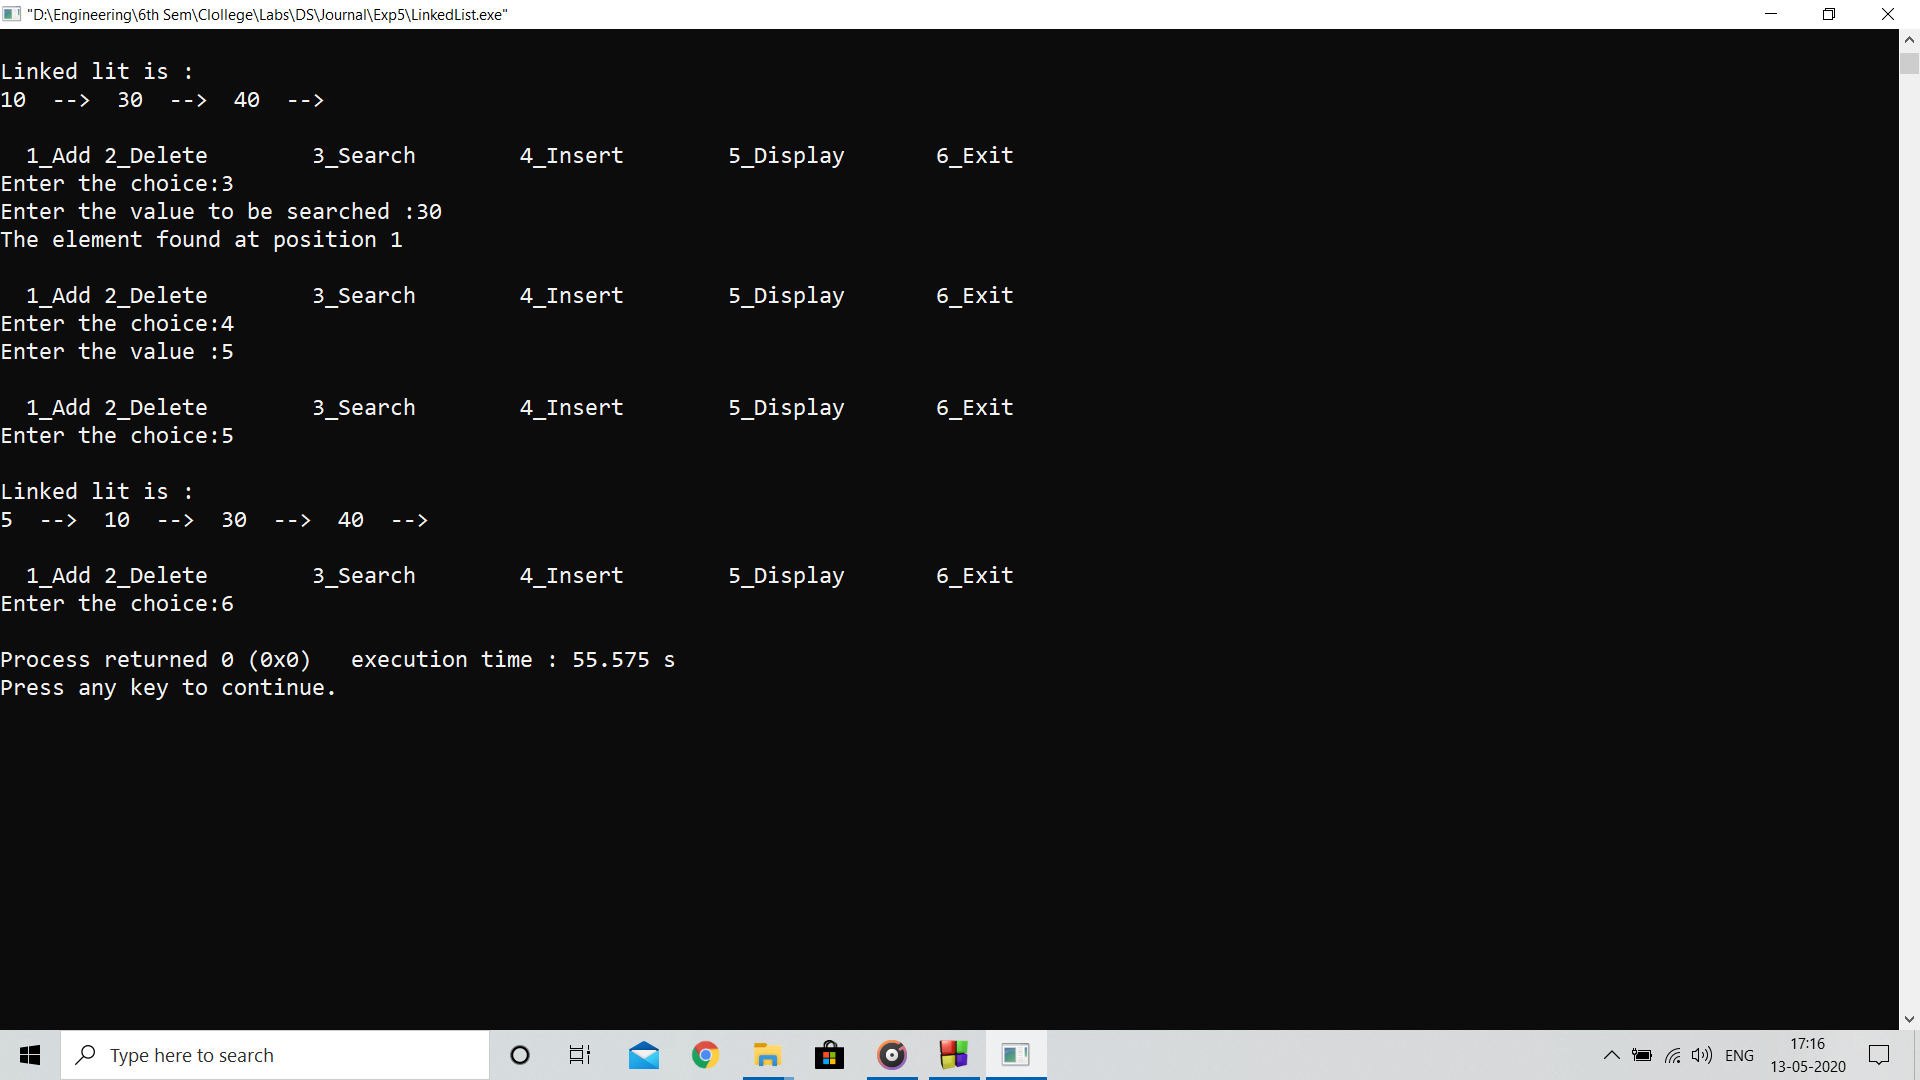 "D:\Engineering\6th Sem\Clollege\Labs\DS\Journal\Exp5\LinkedList.exe"
Linked lit is :
10  -->  30  -->  40  -->
1_Add 2_Delete        3_Search        4_Insert        5_Display       6_Exit
Enter the choice:3
Enter the value to be searched :30
The element found at position 1
1_Add 2_Delete        3_Search        4_Insert        5_Display       6_Exit
Enter the choice:4
Enter the value :5
1_Add 2_Delete        3_Search        4_Insert        5_Display       6_Exit
Enter the choice:5
Linked lit is :
5  -->  10  -->  30  -->  40  -->
1_Add 2_Delete        3_Search        4_Insert        5_Display       6_Exit
Enter the choice:6
Process returned 0 (0x0)   execution time : 55.575 s
Press any key to continue.
Type here to search
ENG
17:16
13-05-2020